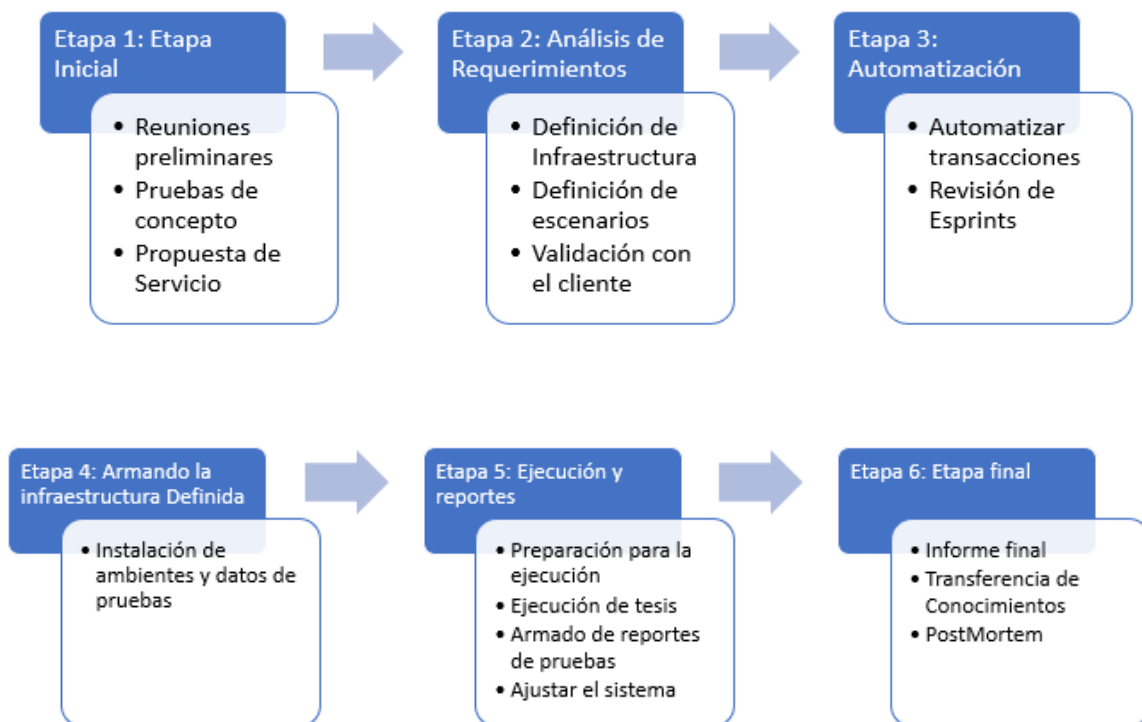 Etapa 1: Etapa
Inicial
• Reuniones
preliminares
• Pruebas de
concepto
• Propuesta de
Servicio
Etapa 2: Análisis de
Requerimientos
• Definición de
Infraestructura
• Definición de
escenarios
• Validación con
el cliente
Etapa 3:
Automatización
• Automatizar
transacciones
• Revisión de
Esprints
Etapa 4: Armando la
infraestructura Definida
• Instalación de
ambientes y datos de
pruebas
Etapa 5: Ejecución y
reportes
• Preparación para la
ejecución
• Ejecución de tesis
• Armado de reportes
de pruebas
• Ajustar el sistema
Etapa 6: Etapa final
• Informe final
• Transferencia de
Conocimientos
• PostMortem